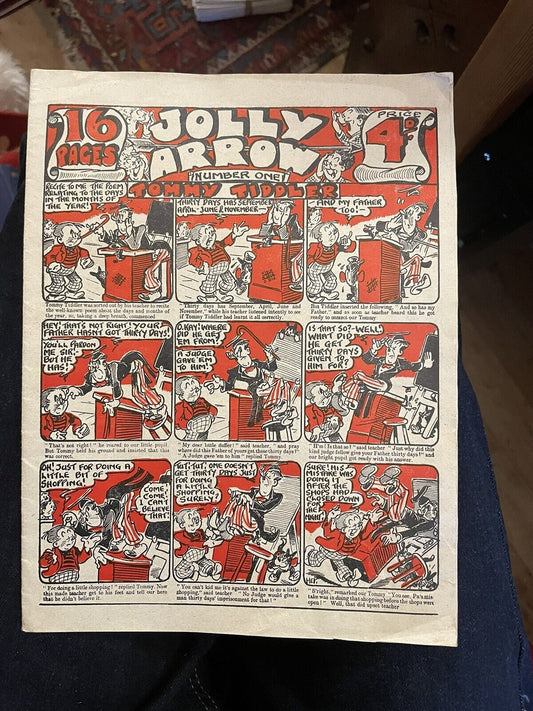 16
PAGES
JOLLY
ARROW
PRICE
4D.
NUMBER ONE!
TOMMY TIDDLER
RECITE TO ME THE POEM
RELATING TO THE DAYS
IN THE MONTHS OF
THE YEAR!
Tommy Tiddler was sorted out by his teacher to recite
the well-known poem about the days and months of
the year, so, taking a deep breath, commenced
THIRTY DAYS HAS SEPTEMBER
APRIL, JUNE & NOVEMBER—
"Thirty days has September, April, June and
November," while his teacher listened intently to see
if Tommy Tiddler had learnt it all correctly.
—AND MY FATHER
TOO!
But Tiddler inserted the following, "And so has my
Father," and as soon as teacher heard this he got
ready to smack our Tommy
HEY! THAT'S NOT RIGHT! YOUR
FATHER HASN'T GOT THIRTY DAYS!
YOU'LL PARDON
ME SIR,
BUT HE
HAS!
"That's not right!" he roared to our little pupil.
But Tommy held his ground and insisted that this
was correct.
O.KAY! WHERE
DID HE GET
'EM FROM?
A JUDGE
GAVE 'EM
TO HIM!
"My dear little duffer!" said teacher, "and pray
where did this Father of yours get those thirty days?"
"A Judge gave 'em to him," replied Tommy.
IS THAT SO? WELL!
WHAT DID
HE GET
THIRTY DAYS
GIVEN TO
HIM FOR?
"H'm! Is that so!" said teacher "Just why did this
kind judge fellow give your Father thirty days?" and
our bright pupil got ready with his answer.
OH! JUST FOR DOING A
LITTLE BIT OF
SHOPPING!
COME,
COME!
I CAN'T
BELIEVE
THAT!
"For doing a little shopping!" replied Tommy. Now
this made teacher get to his feet and tell our hero
that he didn't believe it.
TUT! TUT! ONE DOESN'T
GET THIRTY DAYS JUST
FOR DOING
A LITTLE
SHOPPING,
SURELY!
"You can't kid me it's against the law to do a little
shopping," said teacher "No Judge would give a
man thirty days' imprisonment for that!"
SURE! HIS
MISTAKE WAS
DOING IT
AFTER THE
SHOPS HAD
CLOSED DOWN
FOR
THE
NIGHT!
"S'right," remarked our Tommy. "You see, Pa's mis
take was in doing that shopping before the shops were
open!" Well, that did upset teacher